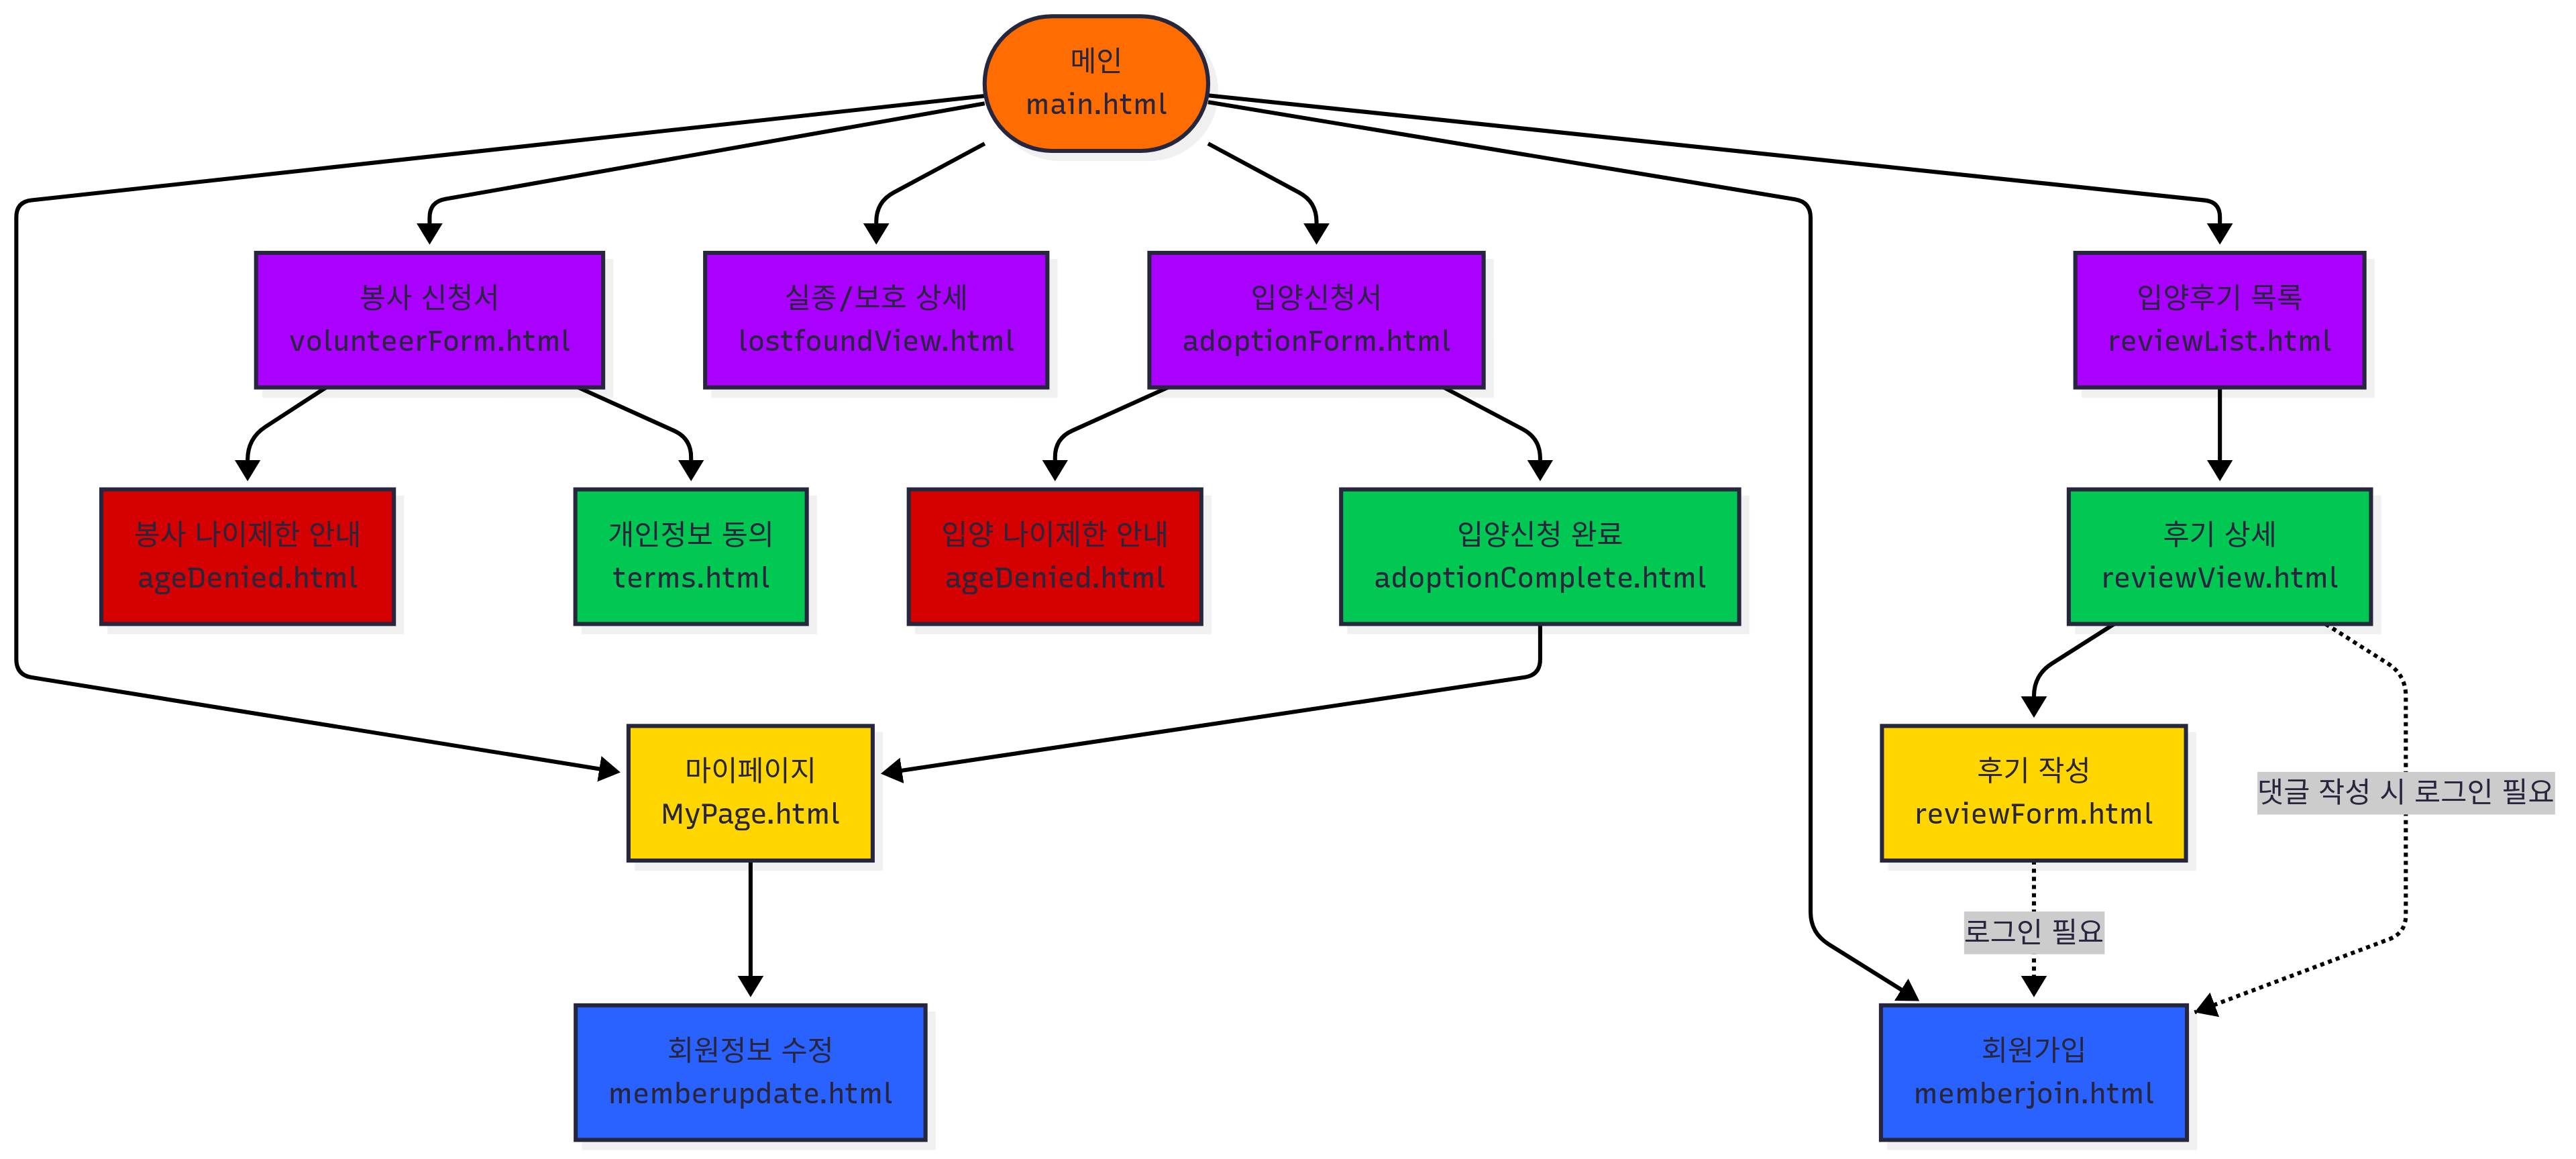 메인
main.html
봉사 신청서
volunteerForm.html
실종/보호 상세
lostfoundView.html
입양신청서
adoptionForm.html
입양후기 목록
reviewList.html
봉사 나이제한 안내
ageDenied.html
개인정보 동의
terms.html
입양 나이제한 안내
ageDenied.html
입양신청 완료
adoptionComplete.html
후기 상세
reviewView.html
마이페이지
MyPage.html
후기 작성
reviewForm.html
댓글 작성 시 로그인 필요
로그인 필요
회원정보 수정
memberupdate.html
회원가입
memberjoin.html